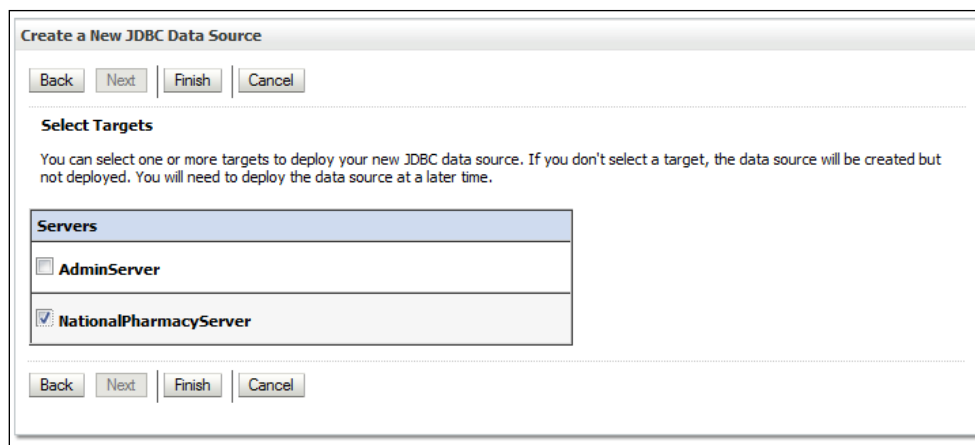 Create a New JDBC Data Source
Back Next Finish Cancel
Select Targets
You can select one or more targets to deploy your new JDBC data source. If you don't select a target, the data source will be created but
not deployed. You will need to deploy the data source at a later time.
Servers
AdminServer
NationalPharmacyServer
Back Next Finish Cancel